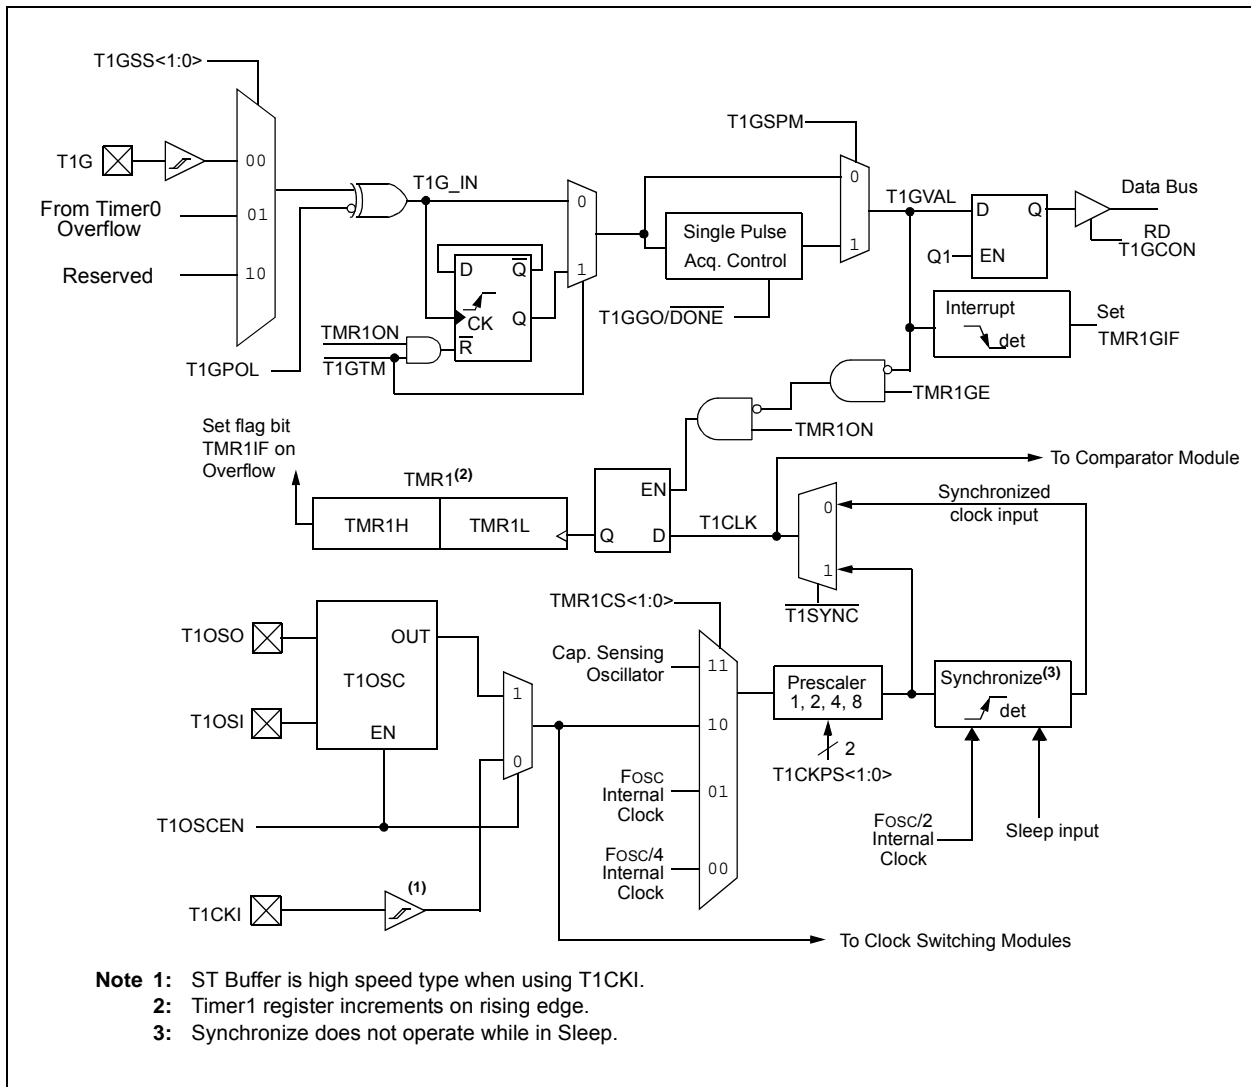 T1GSS<1:0>
T1G
00
From Timer0
Overflow
01
Reserved
10
T1GPOL
T1G_IN
0
1
D
Q
CK
Q
R
TMR1ON
T1GTM
T1GSPM
0
1
Single Pulse
Acq. Control
T1GGO/DONE
T1GVAL
D
Q
Q1
EN
Data Bus
RD
T1GCON
Interrupt
det
Set
TMR1GIF
TMR1GE
TMR1ON
Set flag bit
TMR1IF on
Overflow
TMR1(2)
TMR1H
TMR1L
EN
Q
D
T1CLK
To Comparator Module
Synchronized
clock input
0
1
T1SYNC
TMR1CS<1:0>
T1OSO
OUT
T1OSC
T1OSI
EN
1
0
T1OSCEN
T1CKI
(1)
Cap. Sensing
Oscillator
11
10
FOSC
Internal
Clock
01
FOSC/4
Internal
Clock
00
Prescaler
1, 2, 4, 8
2
T1CKPS<1:0>
Synchronize(3)
det
FOSC/2
Internal
Clock
Sleep input
To Clock Switching Modules
Note 1: ST Buffer is high speed type when using T1CKI.
2: Timer1 register increments on rising edge.
3: Synchronize does not operate while in Sleep.